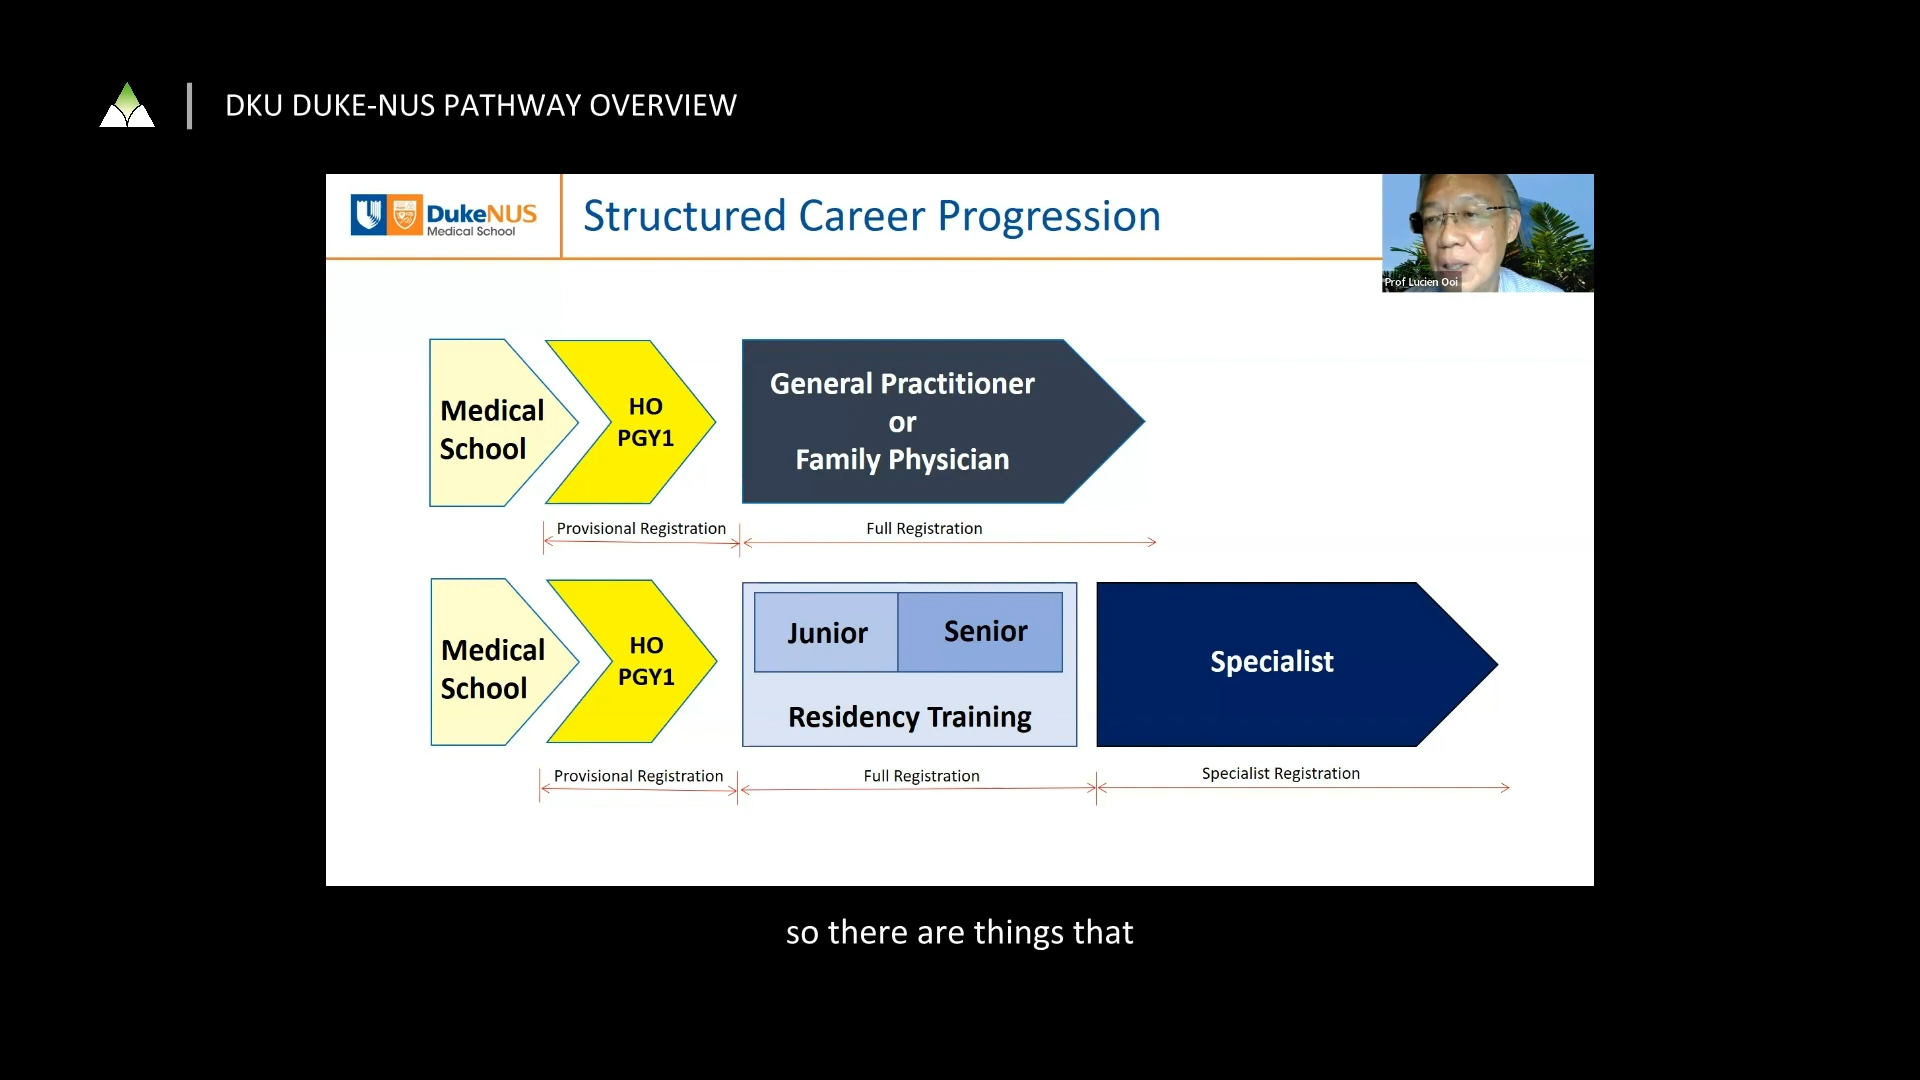 DKU DUKE-NUS PATHWAY OVERVIEW
DukeNUS
Medical School
Structured Career Progression
Prof Lucien Ooi
Medical
School
HO
PGY1
General Practitioner
or
Family Physician
Provisional Registration
Full Registration
Medical
School
HO
PGY1
Junior
Senior
Residency Training
Specialist
Provisional Registration
Full Registration
Specialist Registration
so there are things that